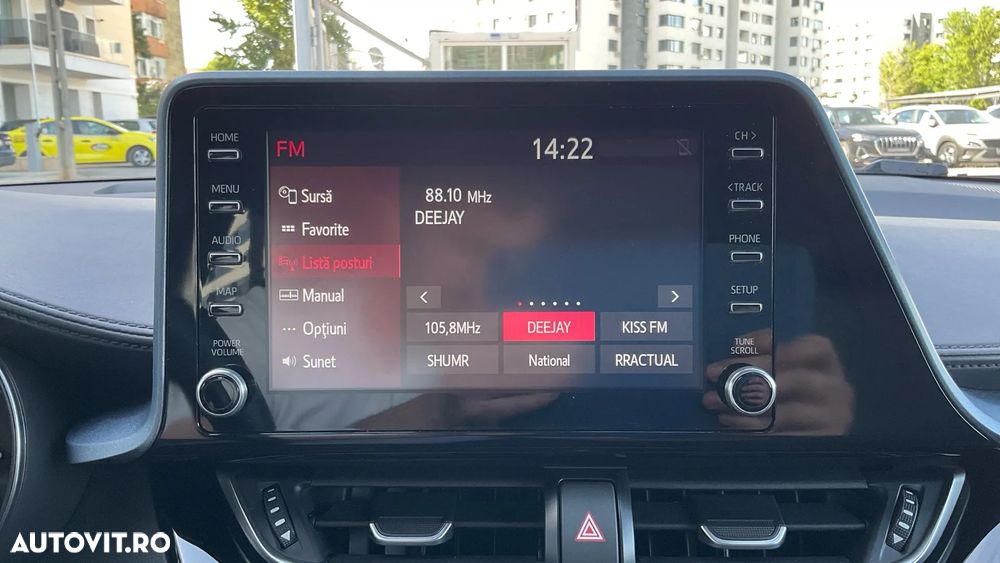 HOME
MENU
AUDIO
MAP
POWER
VOLUME
FM
14:22
Sursă
Favorite
Listă posturi
Manual
Opțiuni
Sunet
88.10 MHz
DEEJAY
<
>
105,8MHz
DEEJAY
KISS FM
SHUMR
National
RRACTUAL
CH >
< TRACK
PHONE
SETUP
TUNE
SCROLL
AUTOVIT.RO